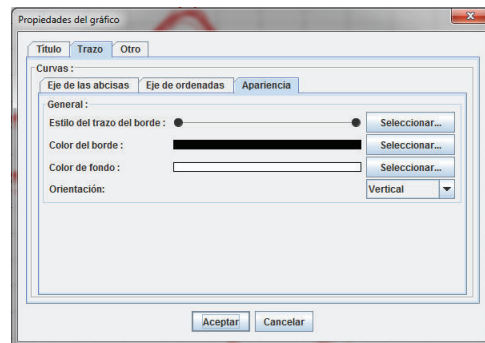 Propiedades del gráfico
Título Trazo Otro
Curvas :
Eje de las abcisas Eje de ordenadas Apariencia
General :
Estilo del trazo del borde : Seleccionar...
Color del borde : Seleccionar...
Color de fondo : Seleccionar...
Orientación: Vertical
Aceptar Cancelar